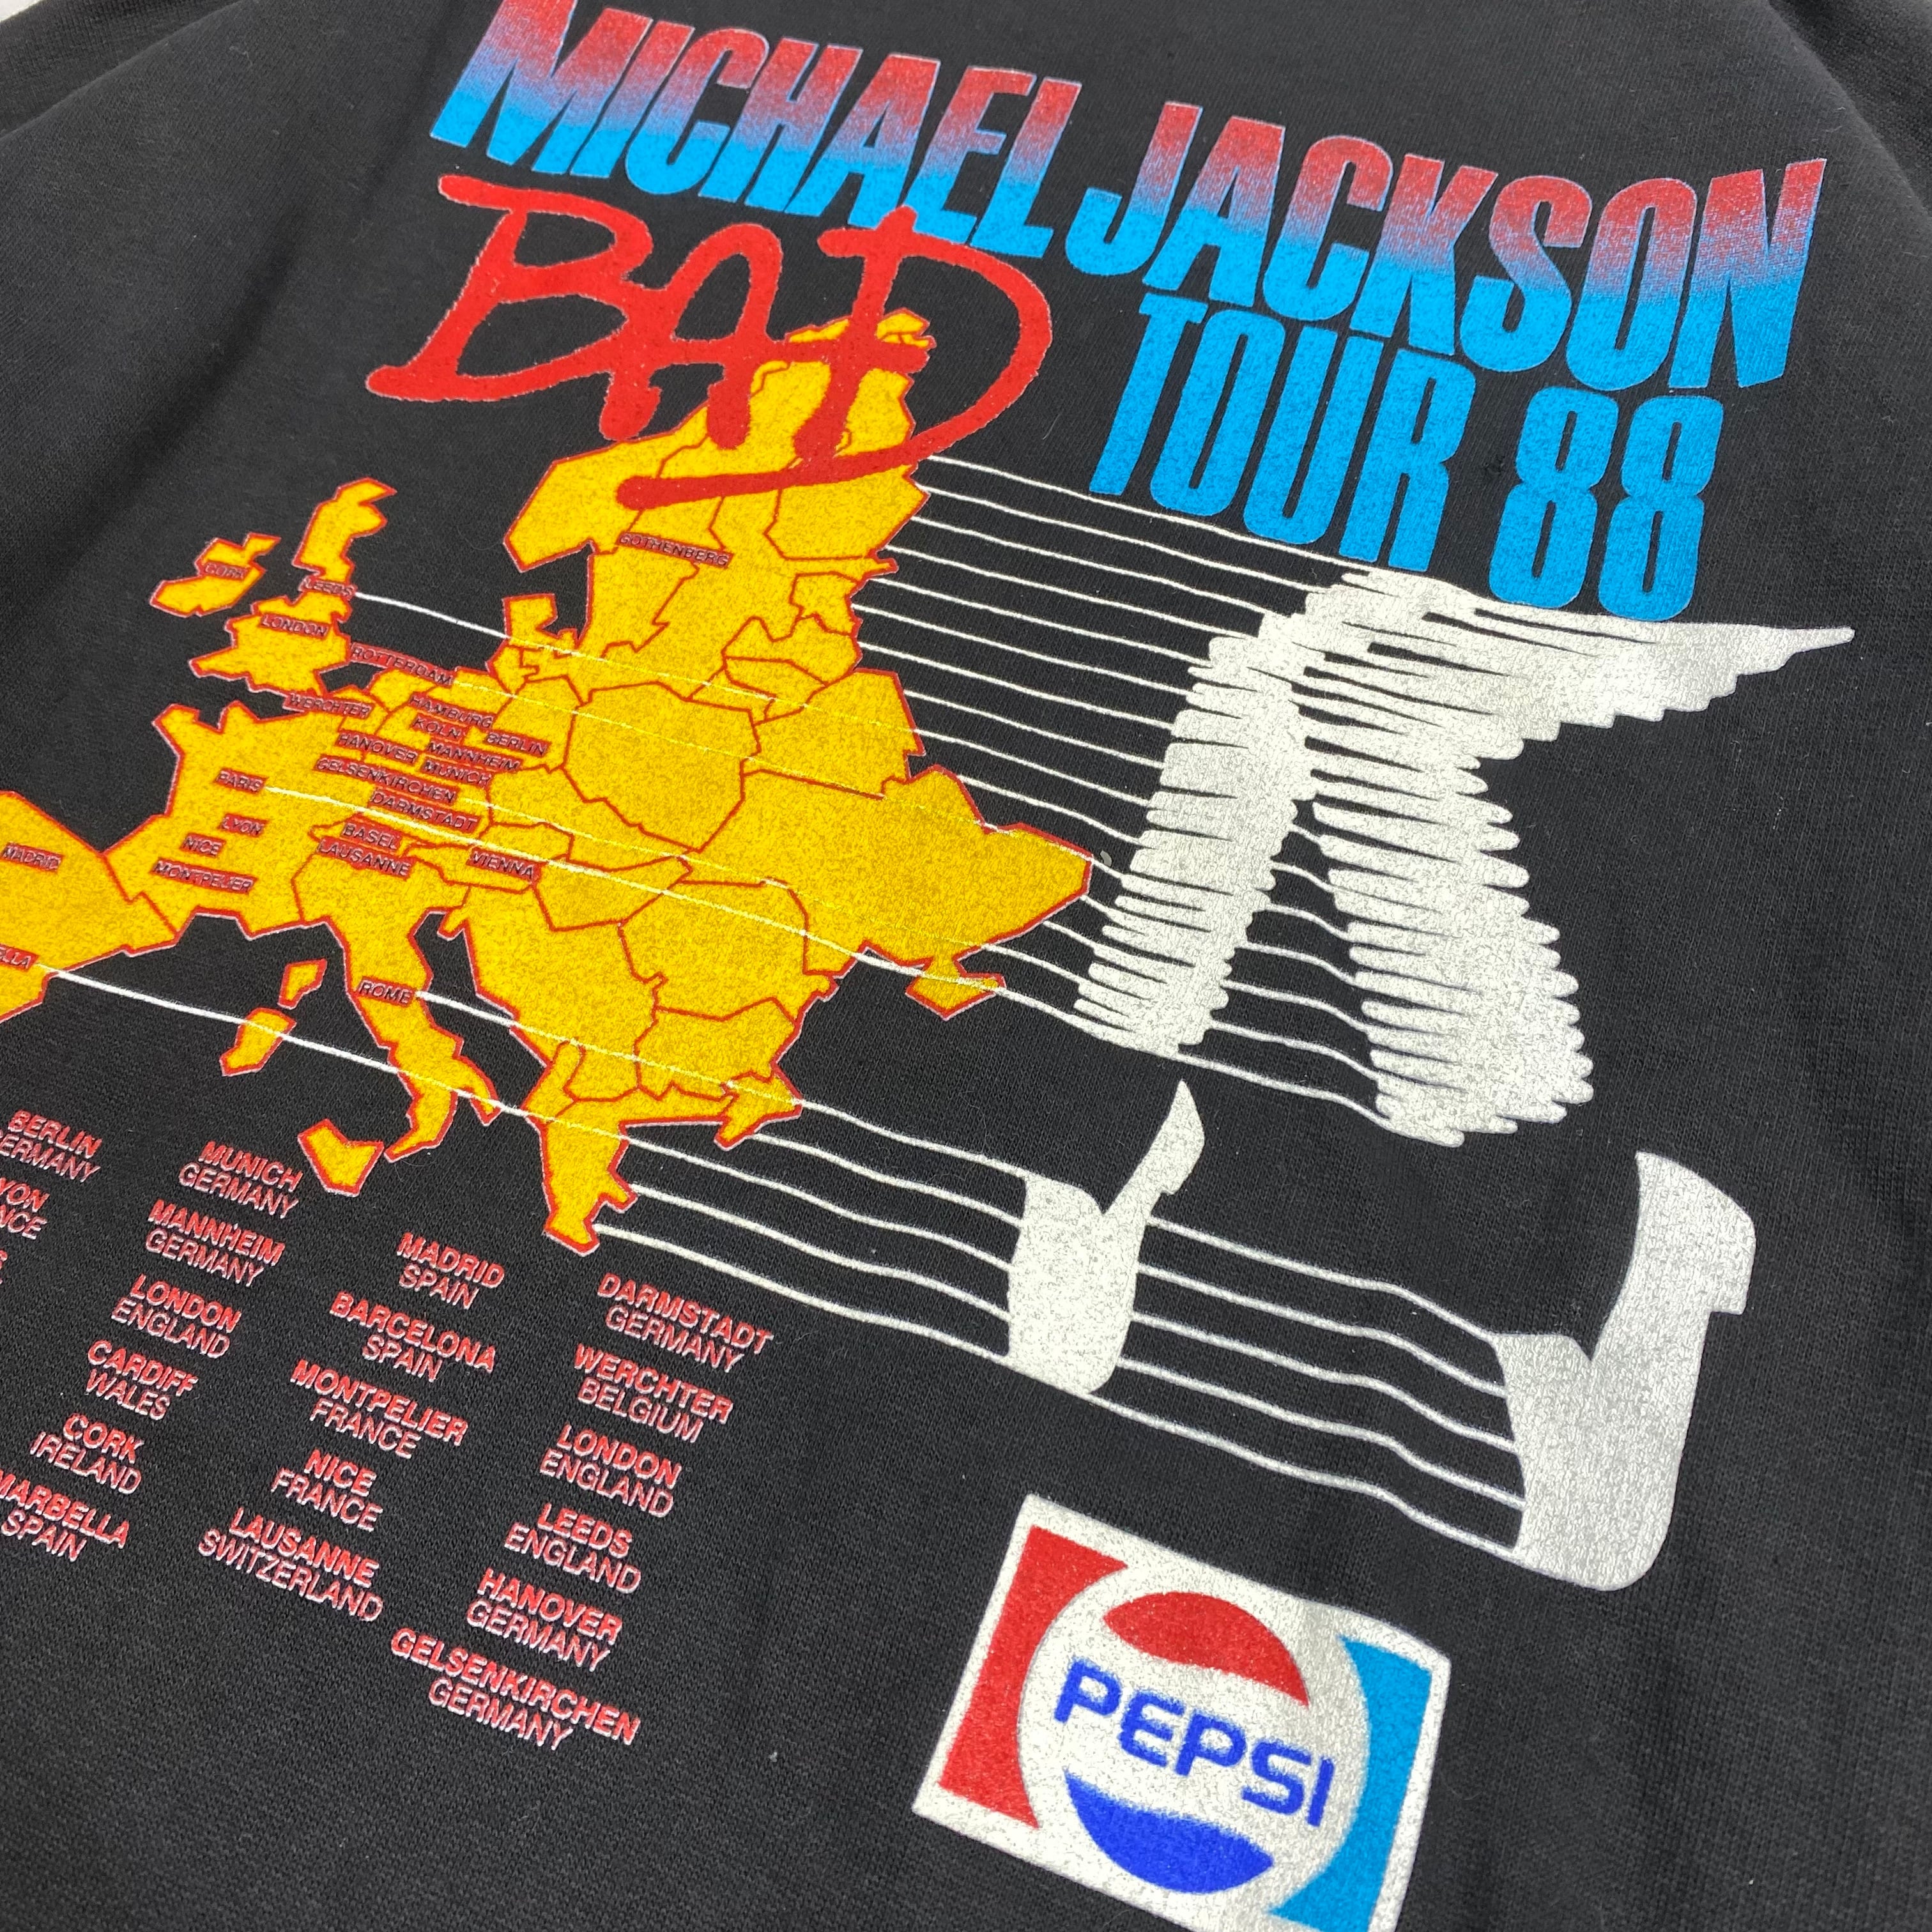 MICHAEL JACKSON
BAD
TOUR 88
GOTHENBERG
CORK
LEEDS
LONDON
ROTTERDAM
WERCHTER
HAMBURG
KOLN
BERLIN
HANOVER
MANNHEIM
MUNICH
GELSENKIRCHEN
PARIS
DARMSTADT
LYON
BASEL
NICE
LAUSANNE
VIENNA
MADRID
MONTPELIER
ROME
BERLIN
GERMANY
MUNICH
GERMANY
MANNHEIM
GERMANY
LONDON
ENGLAND
CARDIFF
WALES
CORK
IRELAND
MARBELLA
SPAIN
MADRID
SPAIN
BARCELONA
SPAIN
MONTPELIER
FRANCE
NICE
FRANCE
LAUSANNE
SWITZERLAND
DARMSTADT
GERMANY
WERCHTER
BELGIUM
LONDON
ENGLAND
LEEDS
ENGLAND
HANOVER
GERMANY
GELSENKIRCHEN
GERMANY
PEPSI